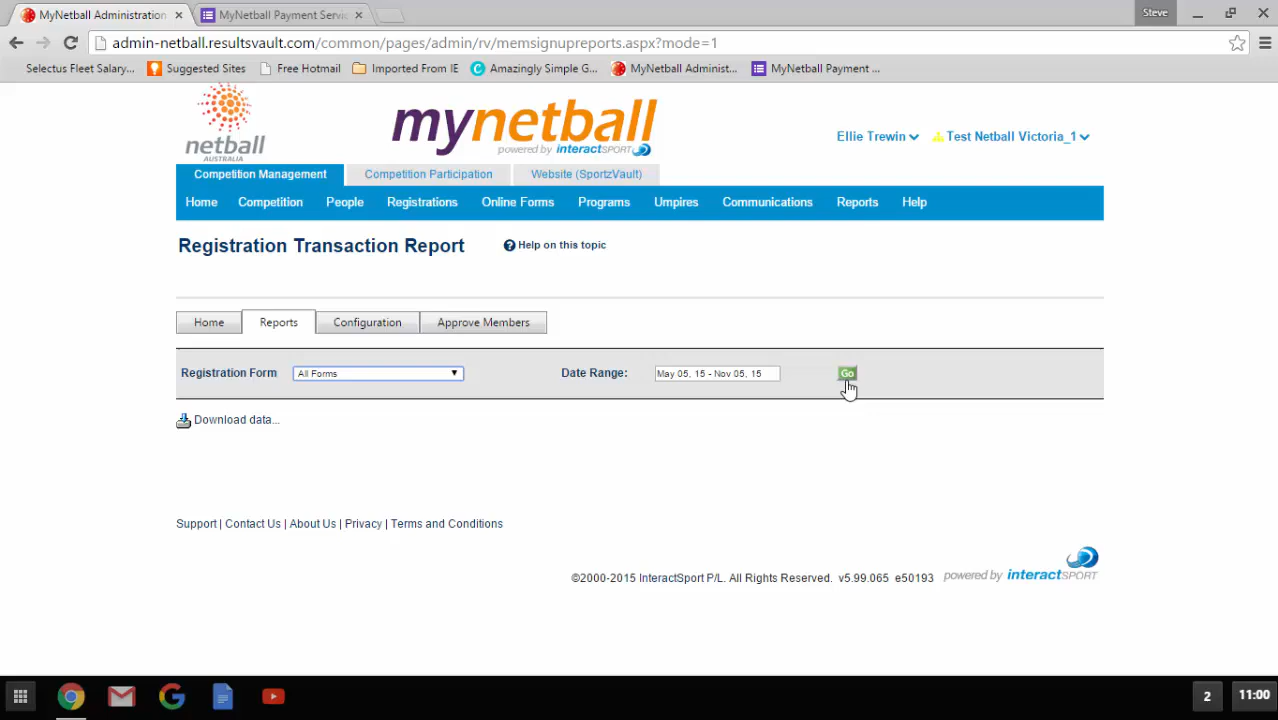 MyNetball Administration
MyNetball Payment Servic
Steve
admin-netball.resultsvault.com/common/pages/admin/rv/memsignupreports.aspx?mode=1
Selectus Fleet Salary...
Suggested Sites
Free Hotmail
Imported From IE
Amazingly Simple G...
MyNetball Administ...
MyNetball Payment ...
netball
AUSTRALIA
mynetball
powered by interactSPORT
Ellie Trewin
Test Netball Victoria_1
Competition Management
Competition Participation
Website (SportzVault)
Home
Competition
People
Registrations
Online Forms
Programs
Umpires
Communications
Reports
Help
Registration Transaction Report
? Help on this topic
Home
Reports
Configuration
Approve Members
Registration Form
All Forms
Date Range:
May 05, 15 - Nov 05, 15
Go
Download data...
Support | Contact Us | About Us | Privacy | Terms and Conditions
©2000-2015 InteractSport P/L. All Rights Reserved. v5.99.065 e50193
powered by interactSPORT
2
11:00